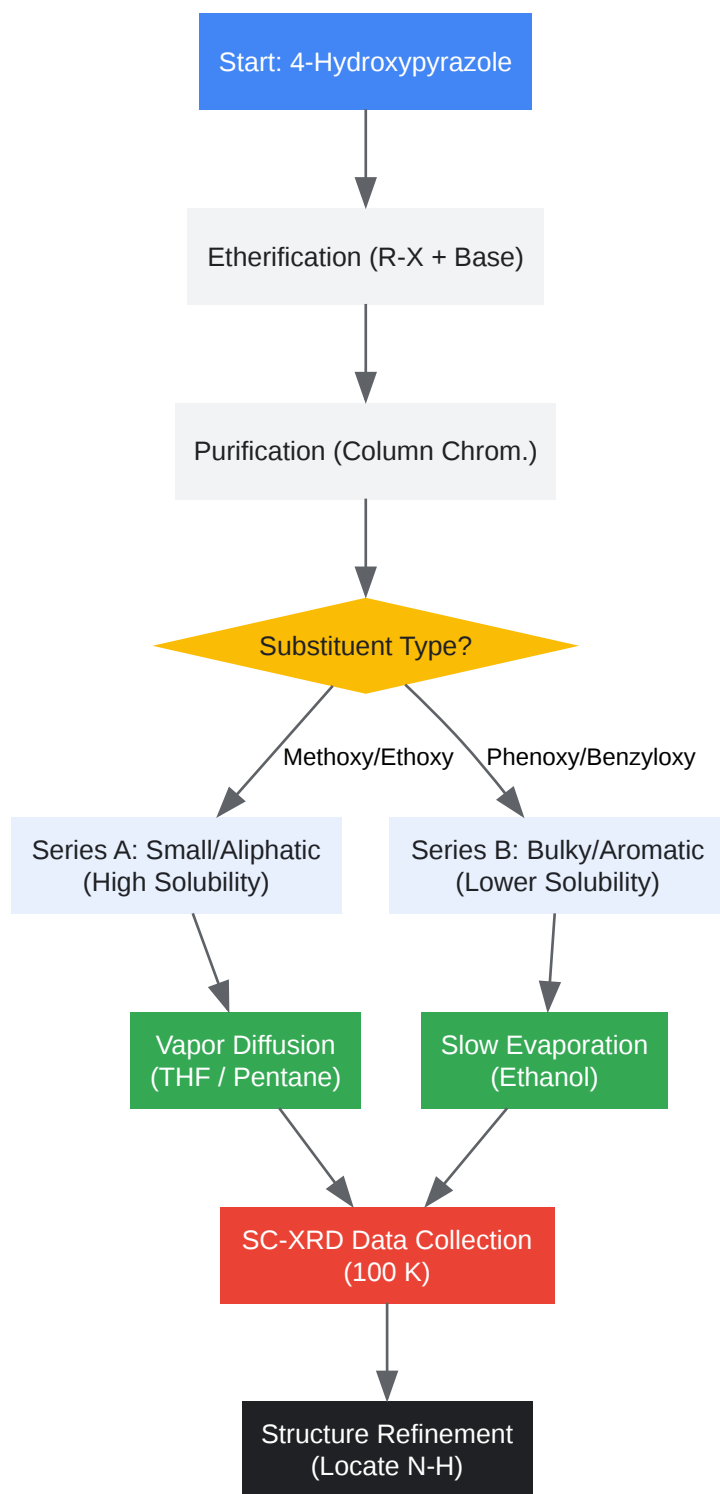 Start: 4-Hydroxypyrazole
Etherification (R-X + Base)
Purification (Column Chrom.)
Substituent Type?
Methoxy/Ethoxy
Phenoxy/Benzyloxy
Series A: Small/Aliphatic
(High Solubility)
Series B: Bulky/Aromatic
(Lower Solubility)
Vapor Diffusion
(THF / Pentane)
Slow Evaporation
(Ethanol)
SC-XRD Data Collection
(100 K)
Structure Refinement
(Locate N-H)